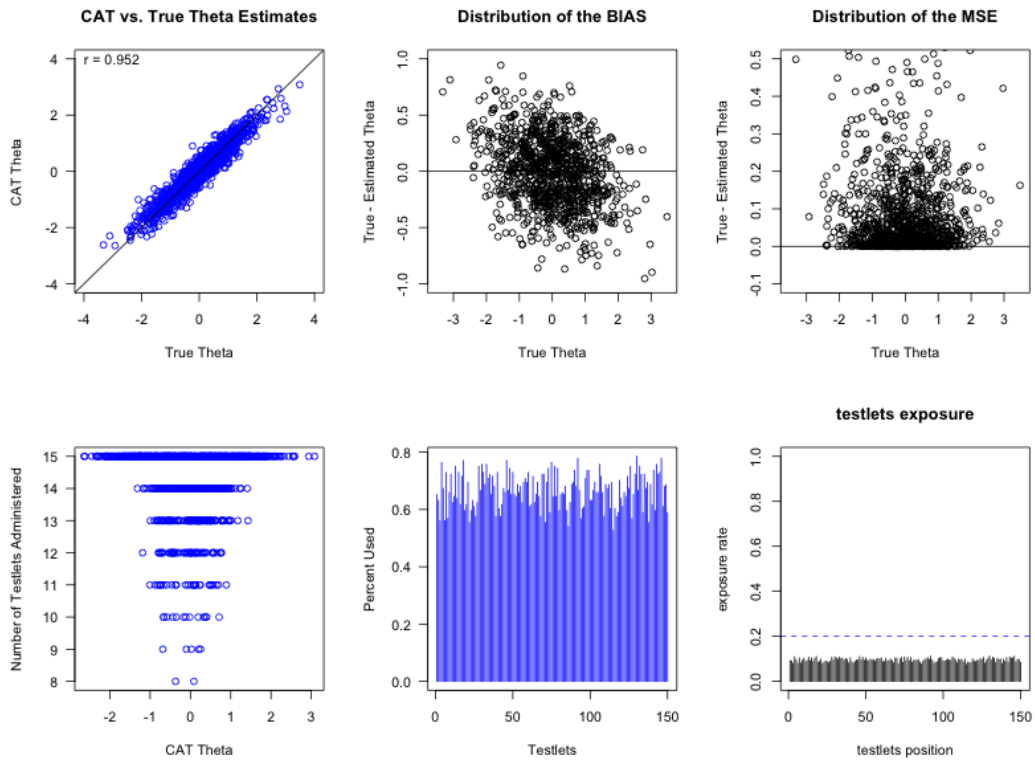 CAT vs. True Theta Estimates
r = 0.952
4
2
0
-2
-4
CAT Theta
-4 -2 0 2 4
True Theta
Distribution of the BIAS
1.0
0.5
0.0
-0.5
-1.0
True - Estimated Theta
-3 -2 -1 0 1 2 3
True Theta
Distribution of the MSE
0.5
0.4
0.3
0.2
0.1
0.0
-0.1
True - Estimated Theta
-3 -2 -1 0 1 2 3
True Theta
15
14
13
12
11
10
9
8
Number of Testlets Administered
-2 -1 0 1 2 3
CAT Theta
0.8
0.6
0.4
0.2
0.0
Percent Used
0 50 100 150
Testlets
testlets exposure
1.0
0.8
0.6
0.4
0.2
0.0
exposure rate
0 50 100 150
testlets position